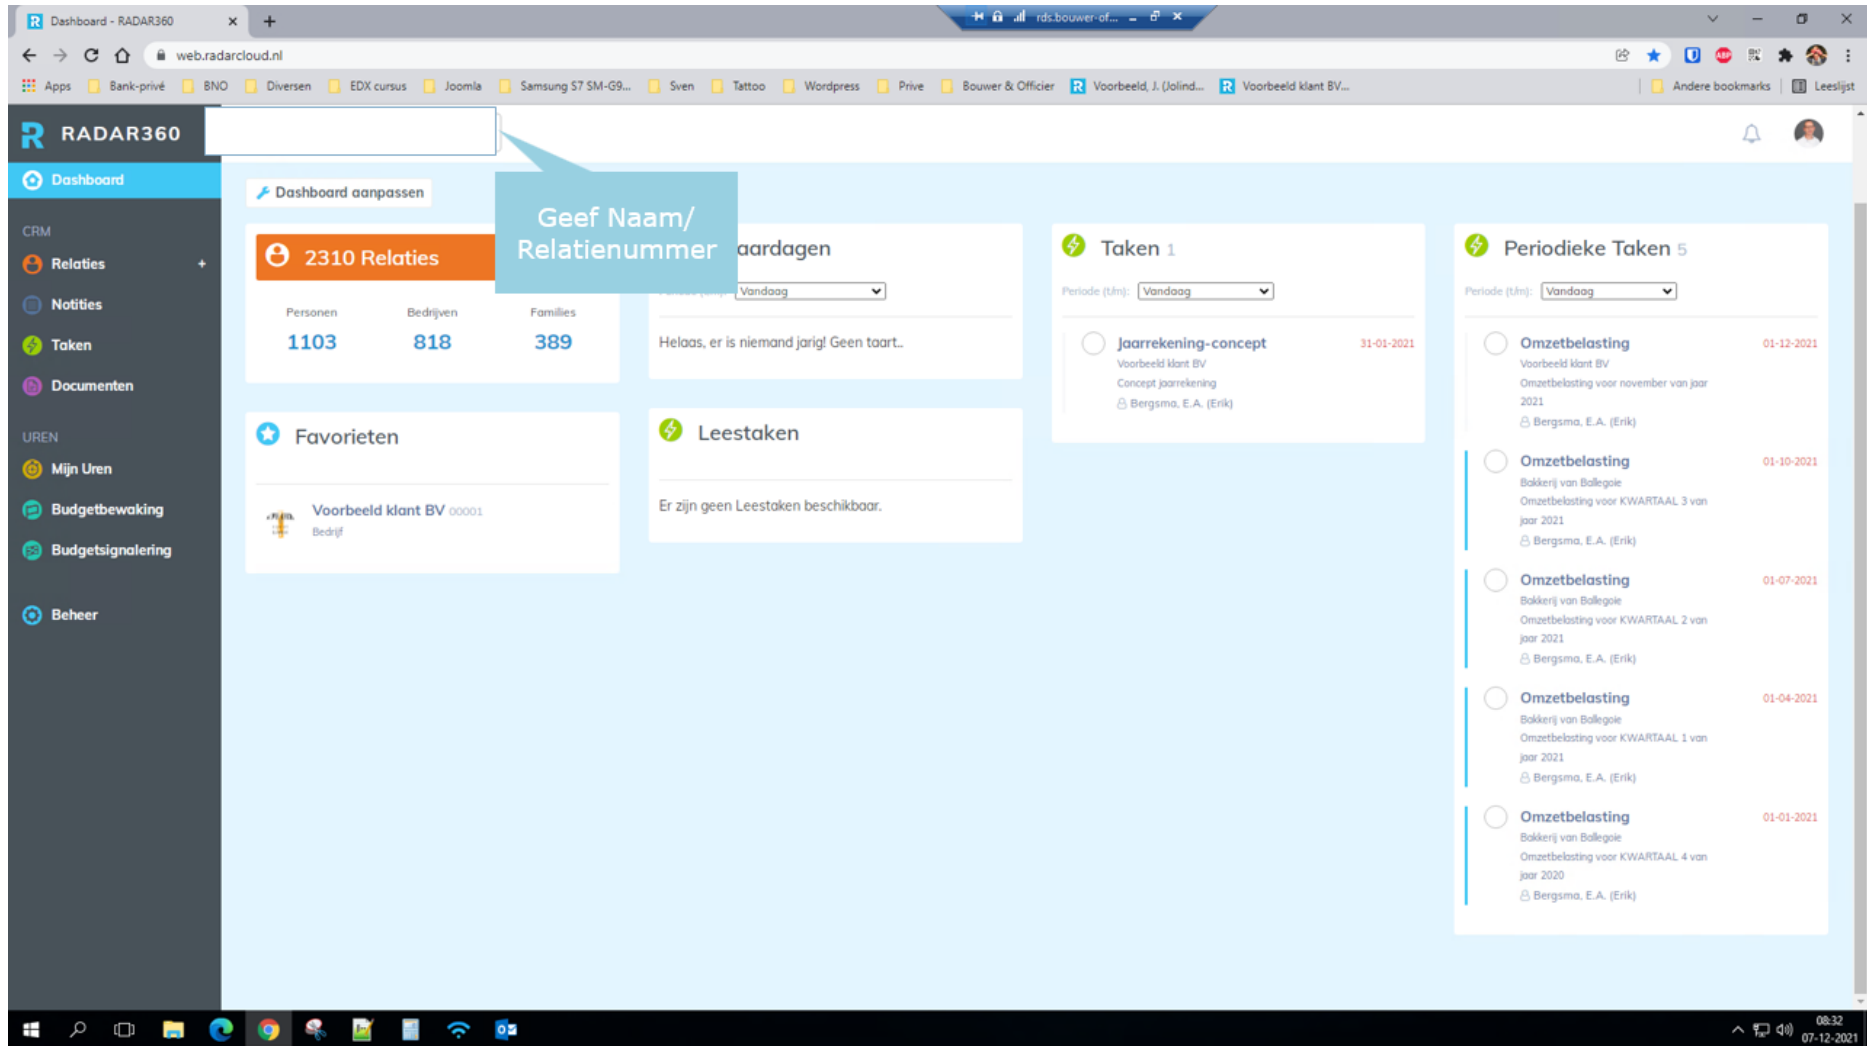 Dashboard - RADAR360
rds.bouwer-of...
web.radarcloud.nl
Apps
Bank-privé
BNO
Diversen
EDX cursus
Joomla
Samsung S7 SM-G9...
Sven
Tattoo
Wordpress
Prive
Bouwer & Officier
Voorbeeld, J. (Jolind...
Voorbeeld klant BV...
Andere bookmarks
Leeslijst
RADAR360
Dashboard
CRM
Relaties +
Notities
Taken
Documenten
UREN
Mijn Uren
Budgetbewaking
Budgetsignalering
Beheer
Dashboard aanpassen
Geef Naam/
Relatienummer
2310 Relaties
Personen Bedrijven Families
1103 818 389
Favorieten
Voorbeeld klant BV 00001
Bedrijf
aardagen
Vandaag
Helaas, er is niemand jarig! Geen taart..
Leestaken
Er zijn geen Leestaken beschikbaar.
Taken 1
Periode (t/m): Vandaag
Jaarrekening-concept 31-01-2021
Voorbeeld klant BV
Concept jaarrekening
Bergsma, E.A. (Erik)
Periodieke Taken 5
Periode (t/m): Vandaag
Omzetbelasting 01-12-2021
Voorbeeld klant BV
Omzetbelasting voor november van jaar
2021
Bergsma, E.A. (Erik)
Omzetbelasting 01-10-2021
Bakkerij van Ballegoie
Omzetbelasting voor KWARTAAL 3 van
jaar 2021
Bergsma, E.A. (Erik)
Omzetbelasting 01-07-2021
Bakkerij van Ballegoie
Omzetbelasting voor KWARTAAL 2 van
jaar 2021
Bergsma, E.A. (Erik)
Omzetbelasting 01-04-2021
Bakkerij van Ballegoie
Omzetbelasting voor KWARTAAL 1 van
jaar 2021
Bergsma, E.A. (Erik)
Omzetbelasting 01-01-2021
Bakkerij van Ballegoie
Omzetbelasting voor KWARTAAL 4 van
jaar 2020
Bergsma, E.A. (Erik)
08:32
07-12-2021